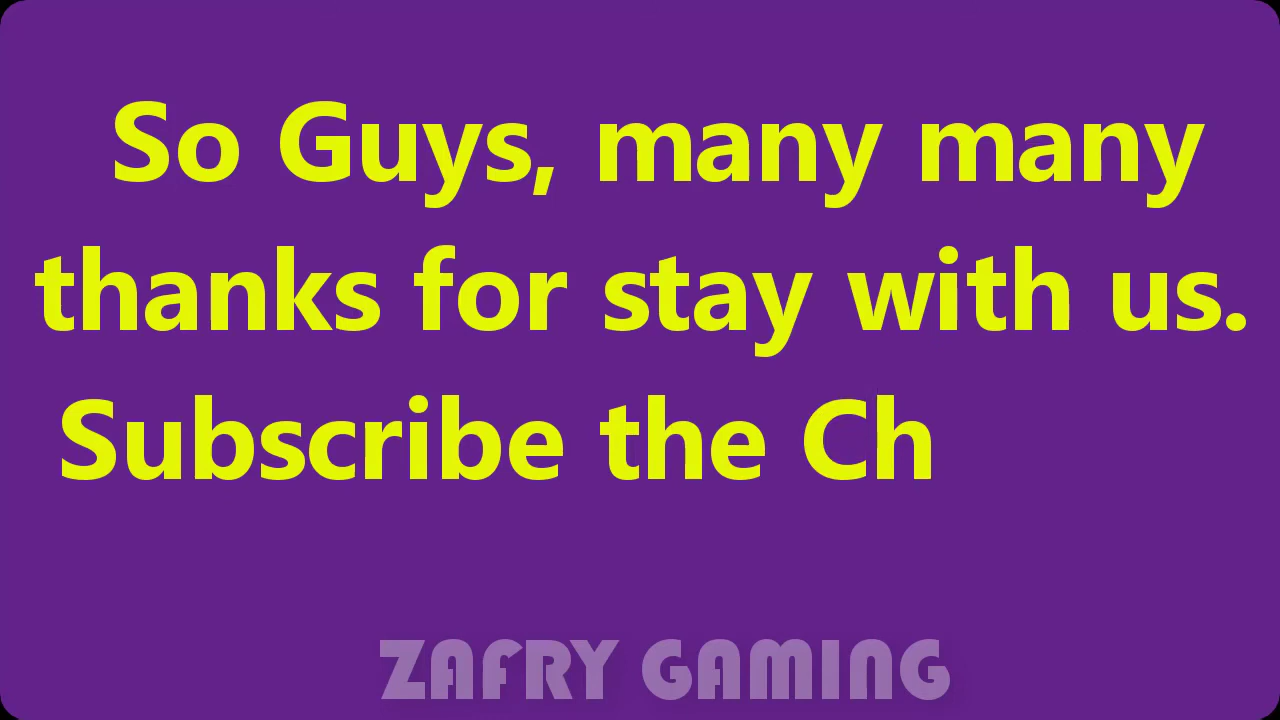 So Guys, many many
thanks for stay with us.
Subscribe the Ch
ZAFRY GAMING